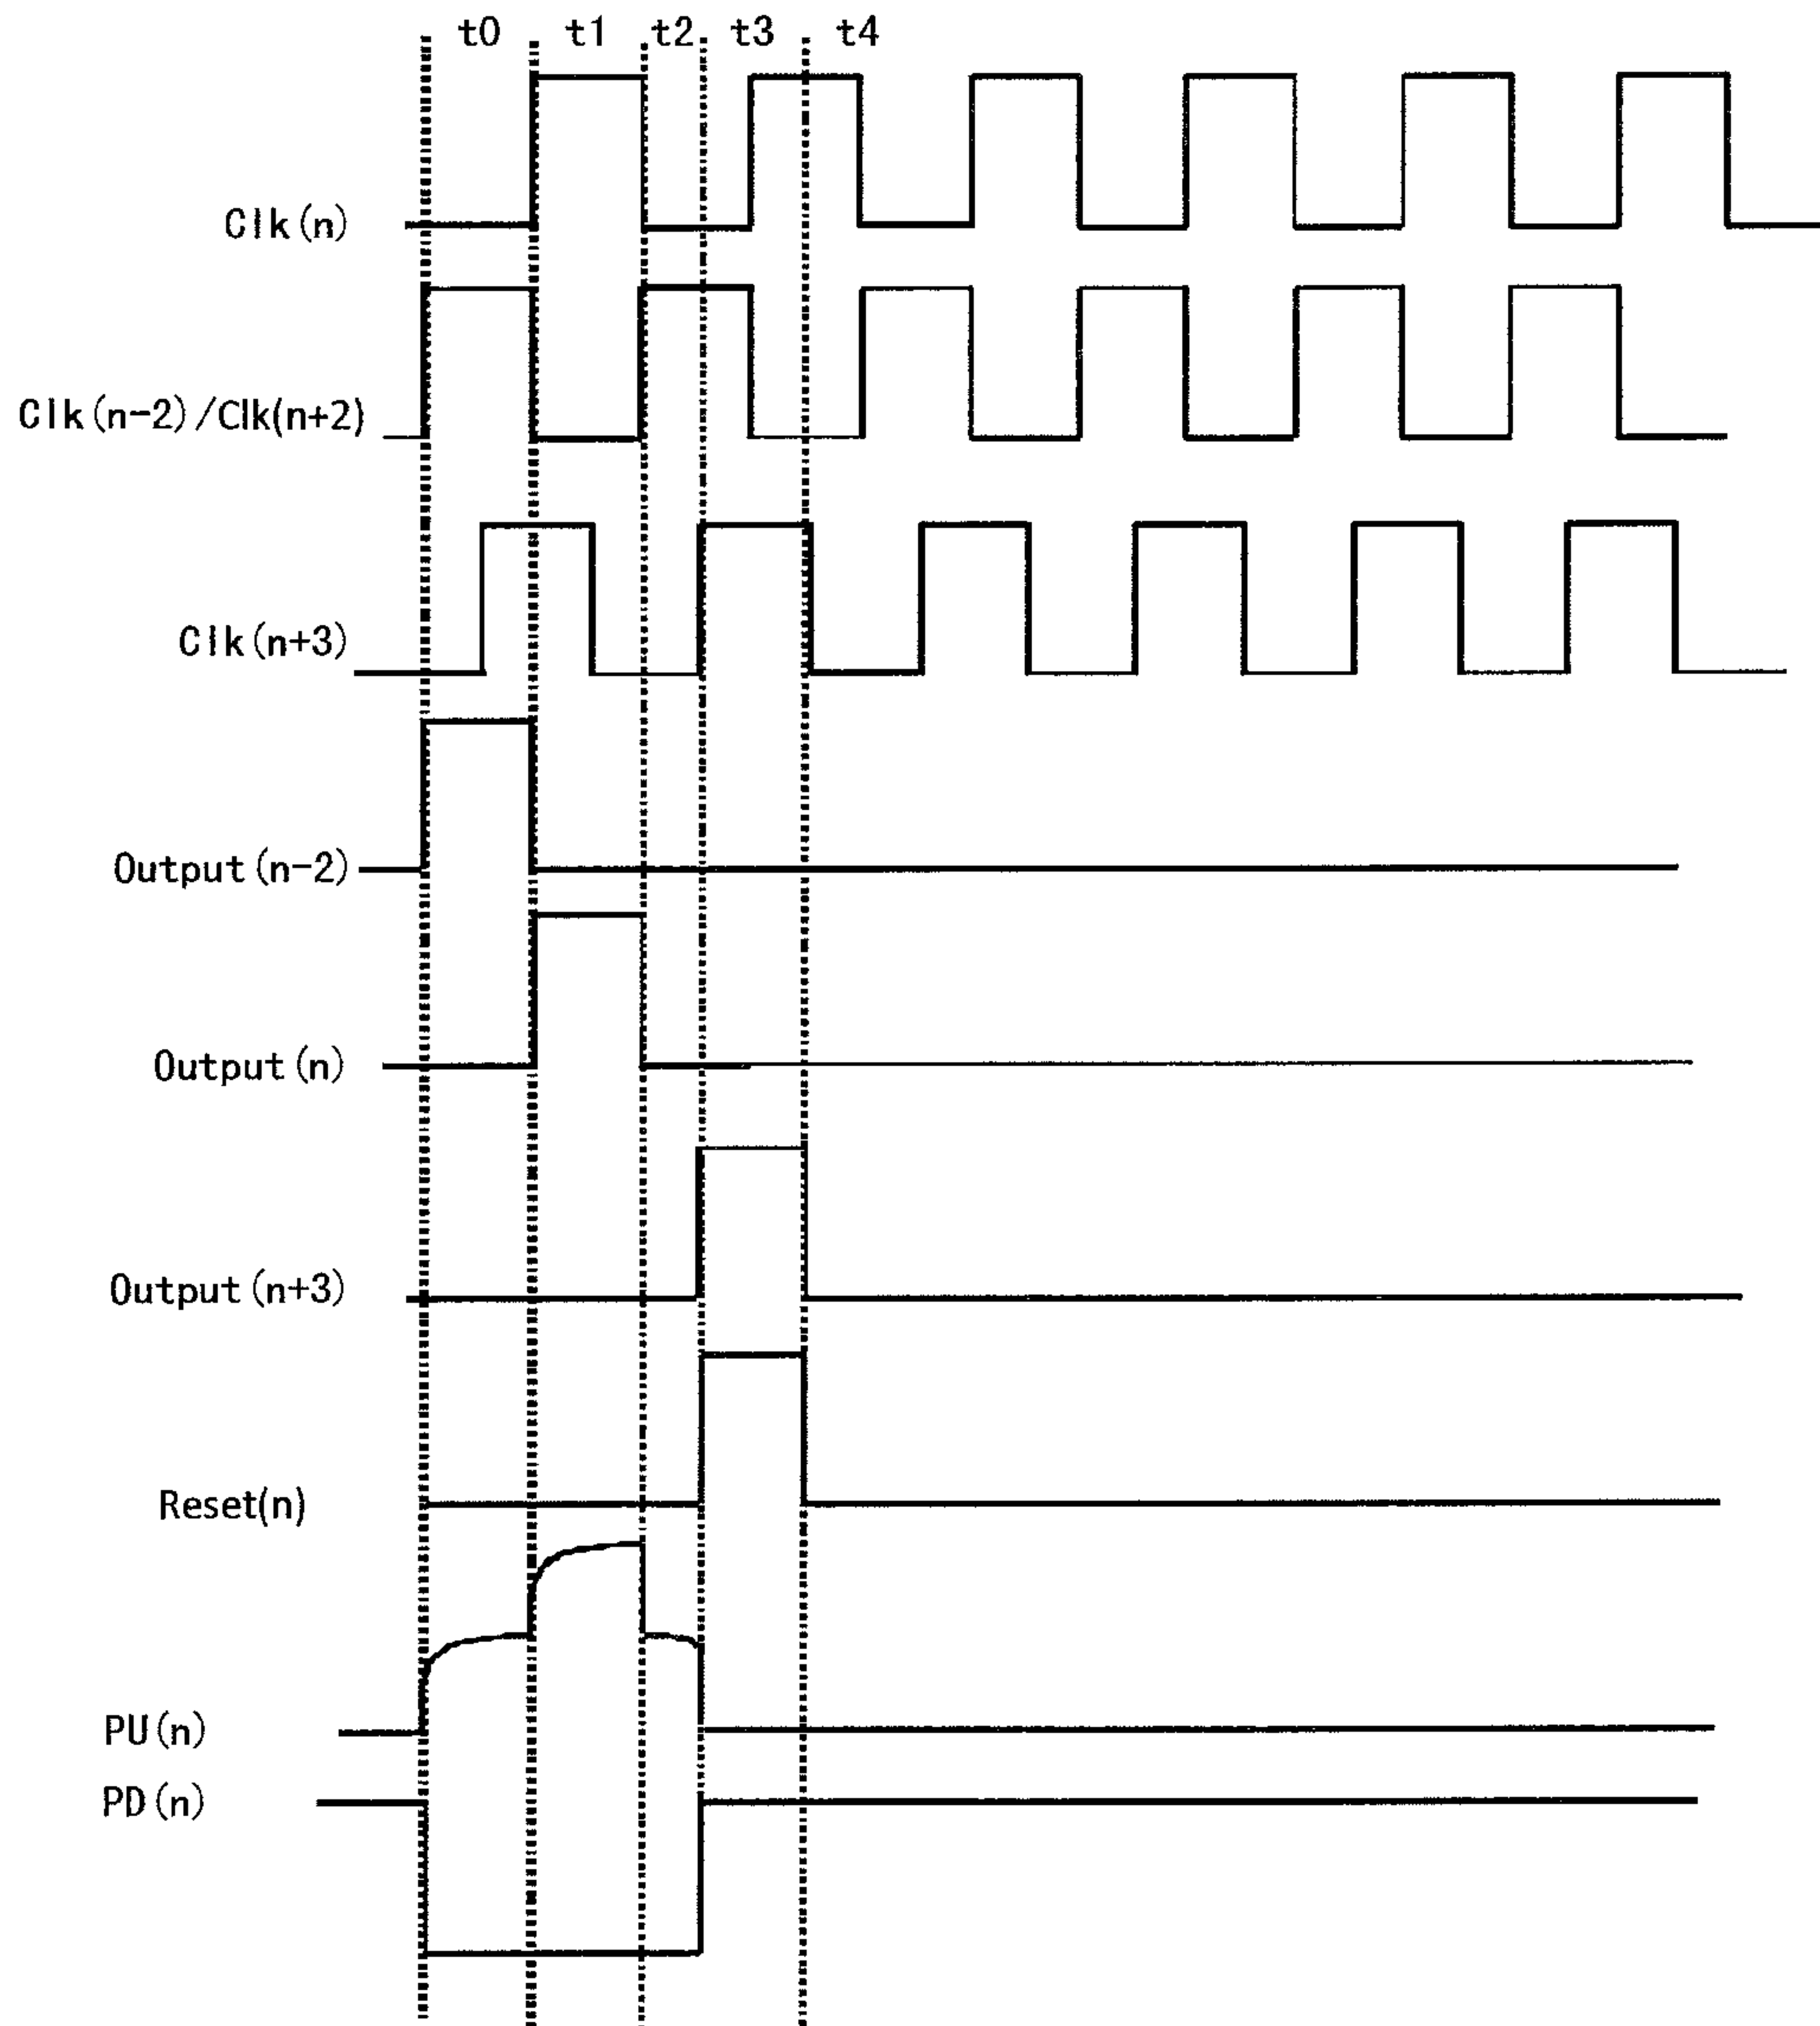 t0 t1 t2 t3 t4
Clk(n)
Clk(n-2)/Clk(n+2)
Clk(n+3)
Output(n-2)
Output(n)
Output(n+3)
Reset(n)
PU(n)
PD(n)